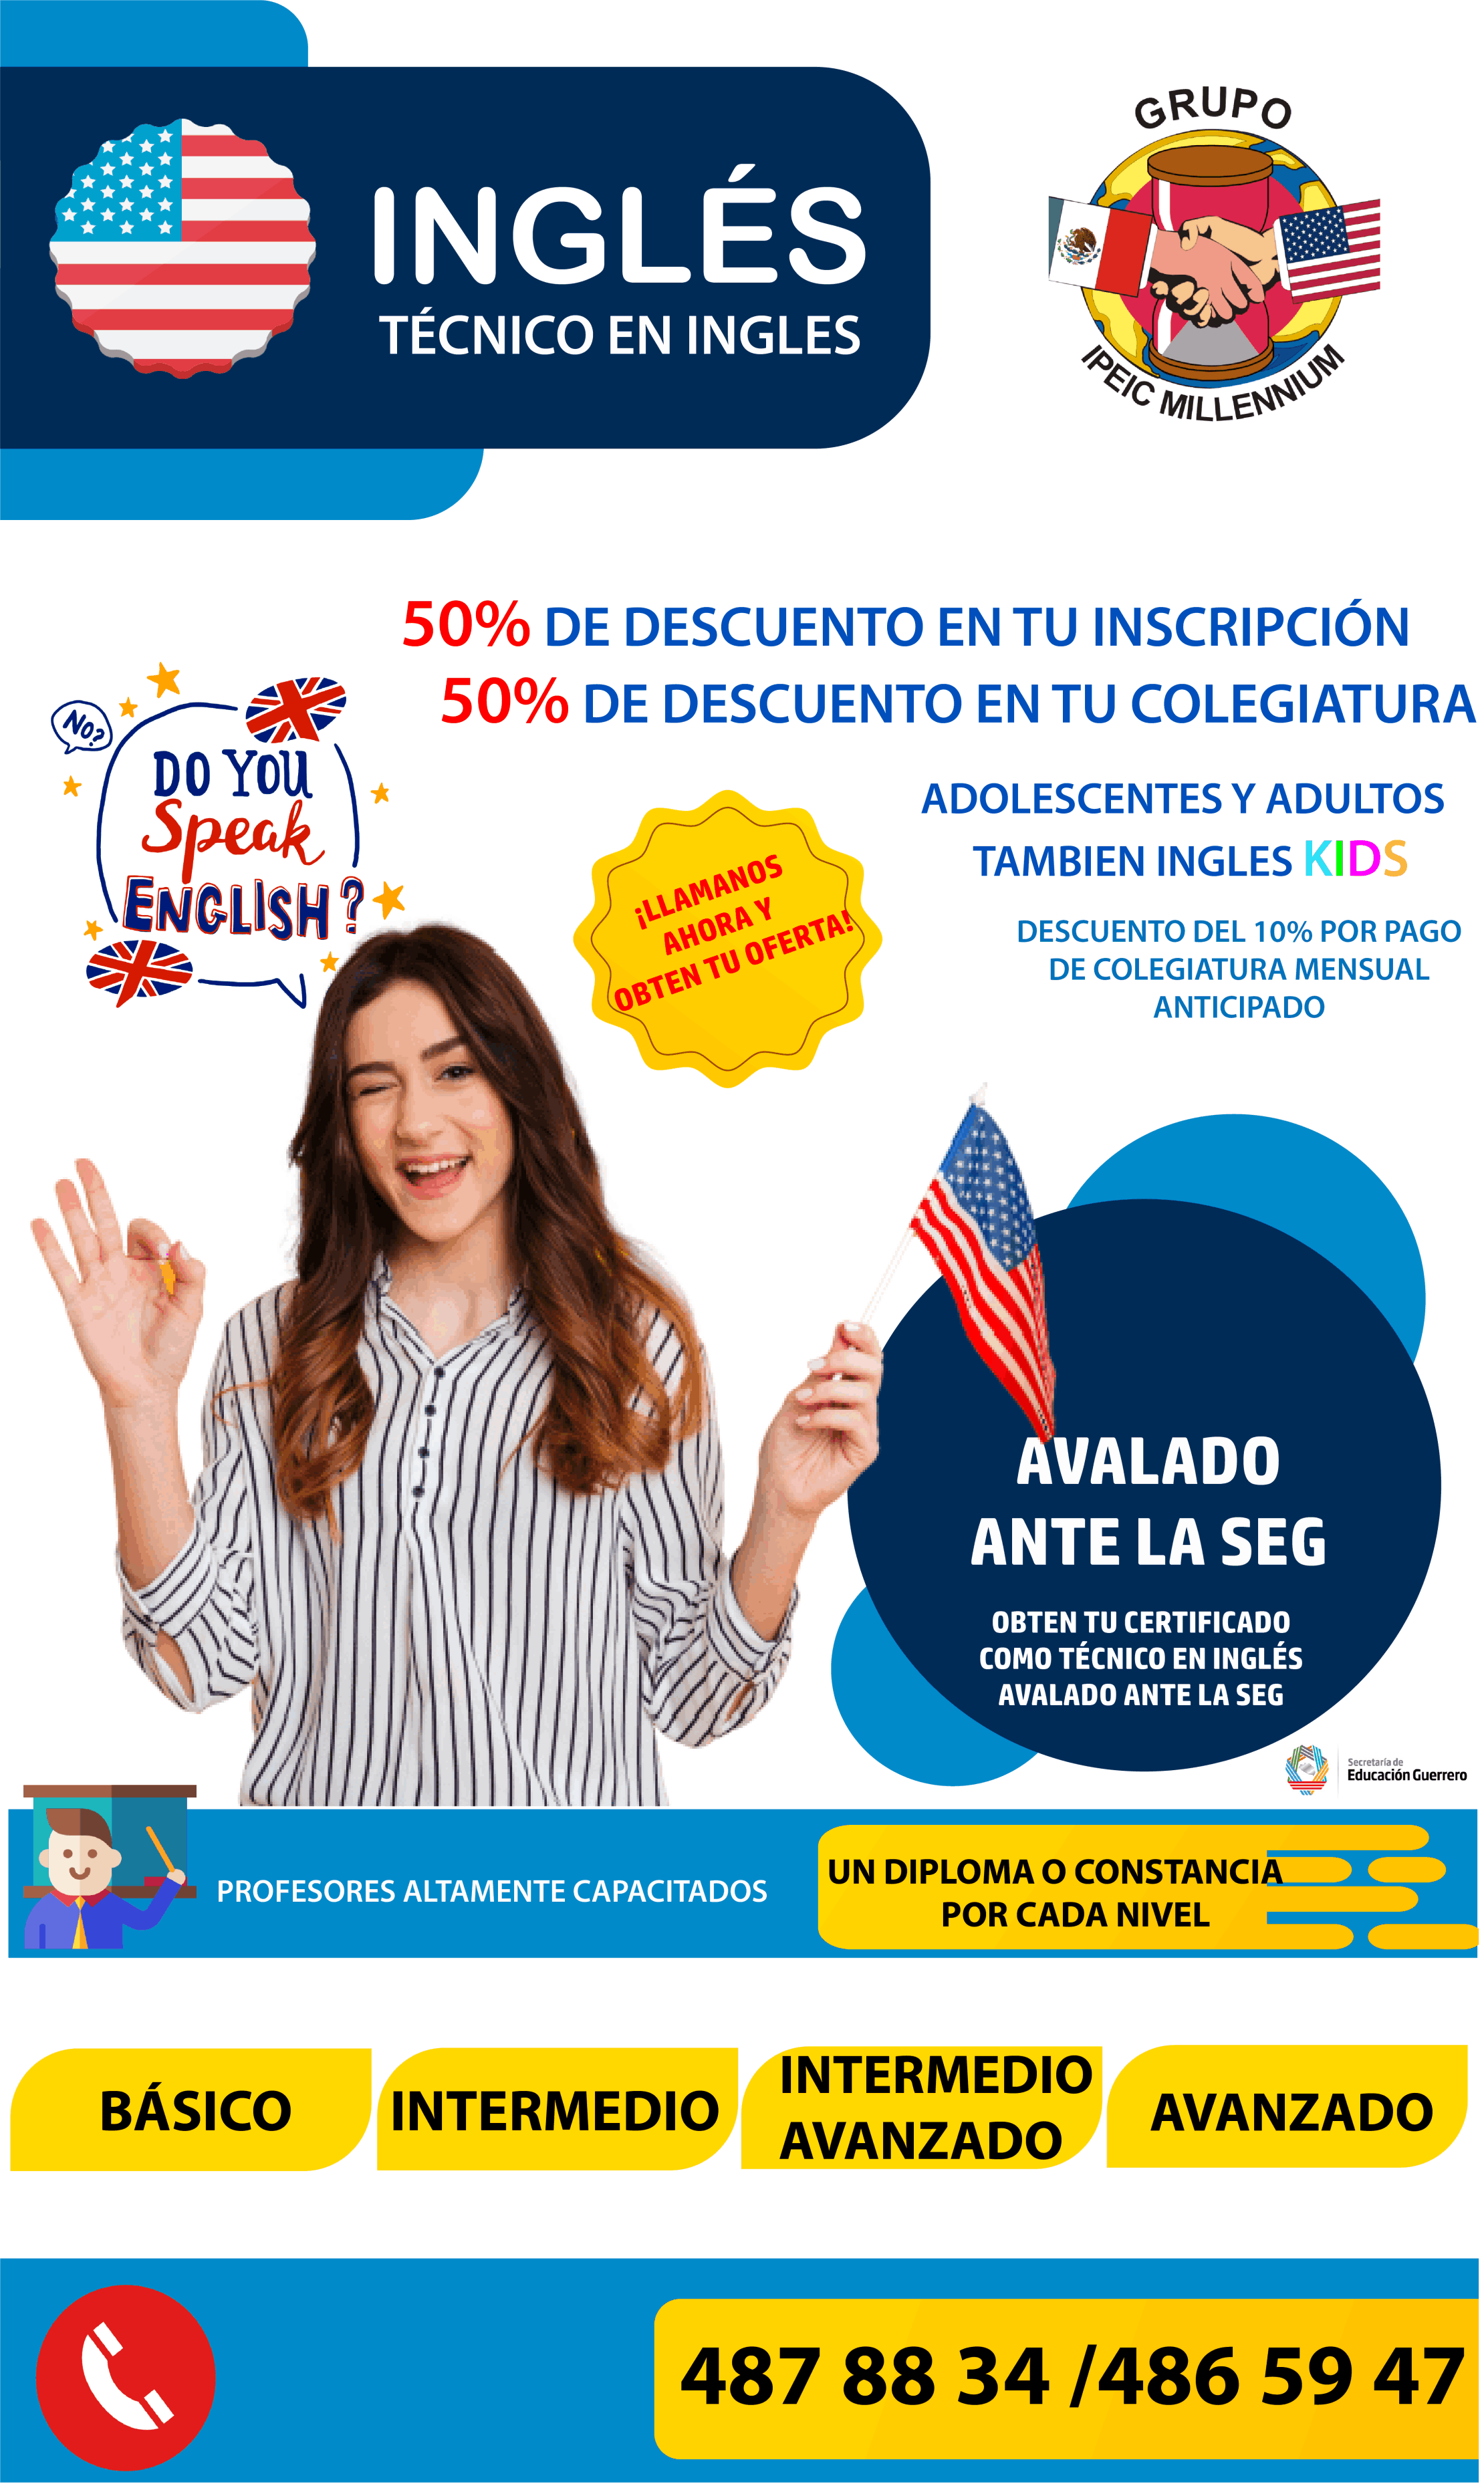 INGLÉS
TÉCNICO EN INGLES
GRUPO
IPEIC MILLENNIUM
50% DE DESCUENTO EN TU INSCRIPCIÓN
50% DE DESCUENTO EN TU COLEGIATURA
NO?
DO YOU
Speak
ENGLISH?
¡LLAMANOS
AHORA Y
OBTEN TU OFERTA!
ADOLESCENTES Y ADULTOS
TAMBIEN INGLES KIDS
DESCUENTO DEL 10% POR PAGO
DE COLEGIATURA MENSUAL
ANTICIPADO
AVALADO
ANTE LA SEG
OBTEN TU CERTIFICADO
COMO TÉCNICO EN INGLÉS
AVALADO ANTE LA SEG
Secretaría de
Educación Guerrero
PROFESORES ALTAMENTE CAPACITADOS
UN DIPLOMA O CONSTANCIA
POR CADA NIVEL
BÁSICO
INTERMEDIO
INTERMEDIO
AVANZADO
AVANZADO
487 88 34 /486 59 47